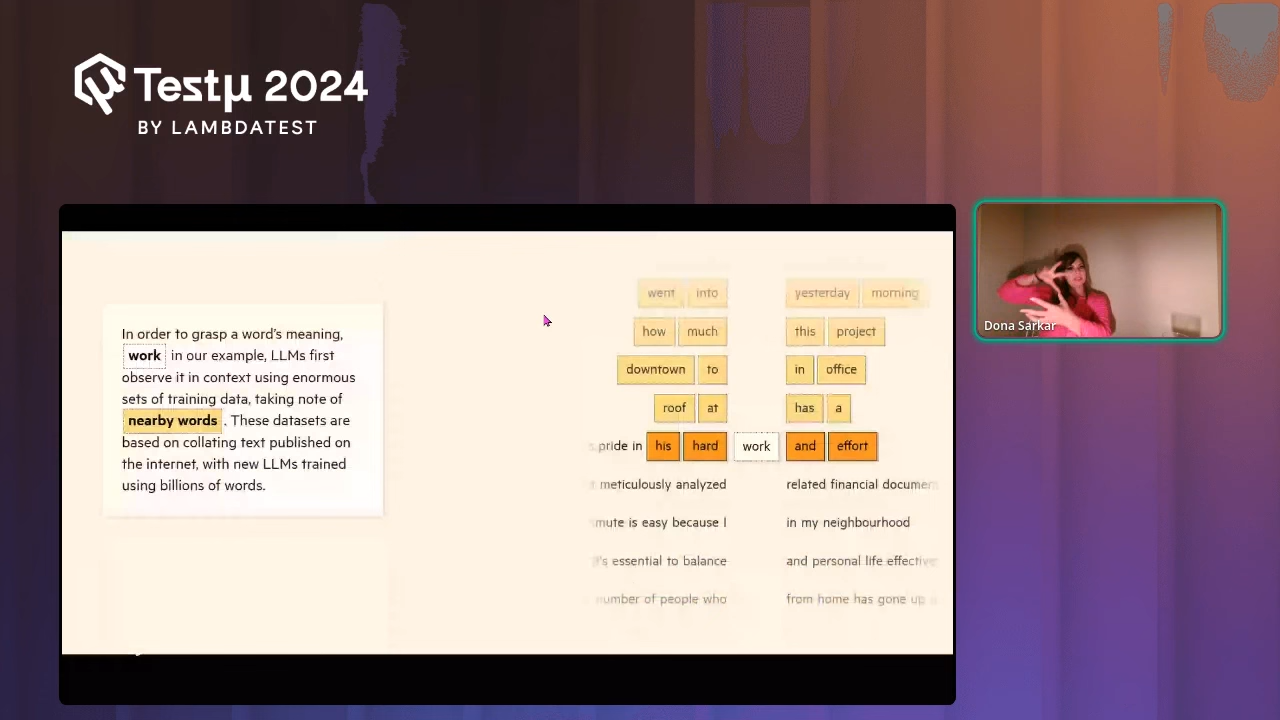 Testμ 2024
BY LAMBDATEST
In order to grasp a word's meaning,
work in our example, LLMs first
observe it in context using enormous
sets of training data, taking note of
nearby words . These datasets are
based on collating text published on
the internet, with new LLMs trained
using billions of words.
went into yesterday morning
how much this project
downtown to in office
roof at has a
pride in his hard work and effort
meticulously analyzed related financial
mute is easy because I in my neighbourhood
essential to balance and personal life
number of people who from home has gone up
Dona Sarkar